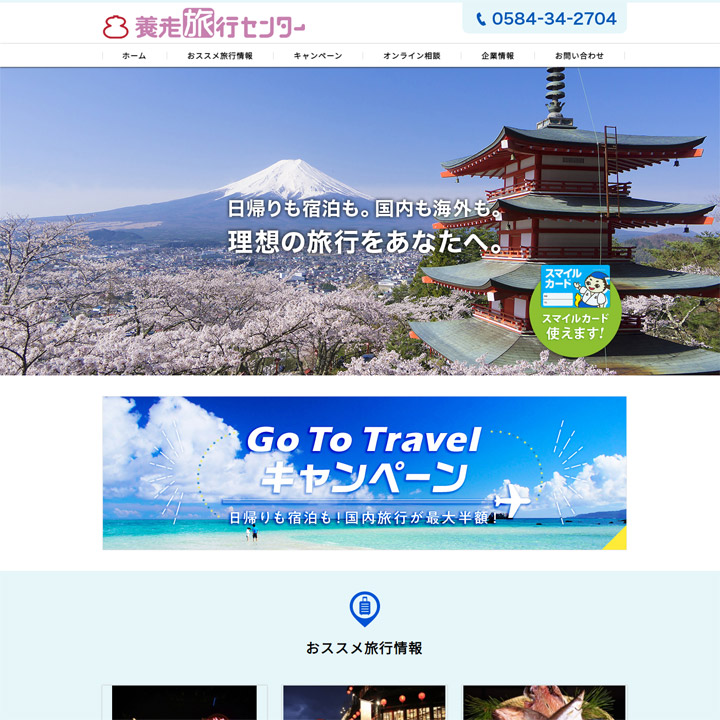 養老旅行センター
0584-34-2704
ホーム
おススメ旅行情報
キャンペーン
オンライン相談
企業情報
お問い合わせ
日帰りも宿泊も。国内も海外も。
理想の旅行をあなたへ。
スマイル
カード
スマイルカード
使えます!
Go To Travel
キャンペーン
日帰りも宿泊も!国内旅行が最大半額!
おススメ旅行情報